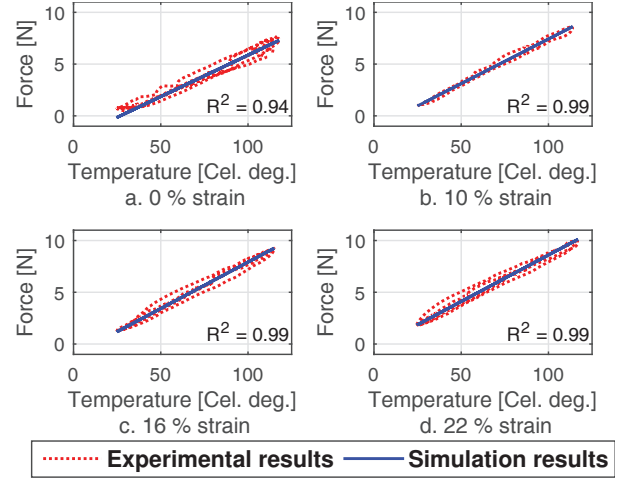 Force [N]
10
5
0
0
50
100
R² = 0.94
Temperature [Cel. deg.]
a. 0 % strain
Force [N]
10
5
0
0
50
100
R² = 0.99
Temperature [Cel. deg.]
b. 10 % strain
Force [N]
10
5
0
0
50
100
R² = 0.99
Temperature [Cel. deg.]
c. 16 % strain
Force [N]
10
5
0
0
50
100
R² = 0.99
Temperature [Cel. deg.]
d. 22 % strain
Experimental results Simulation results